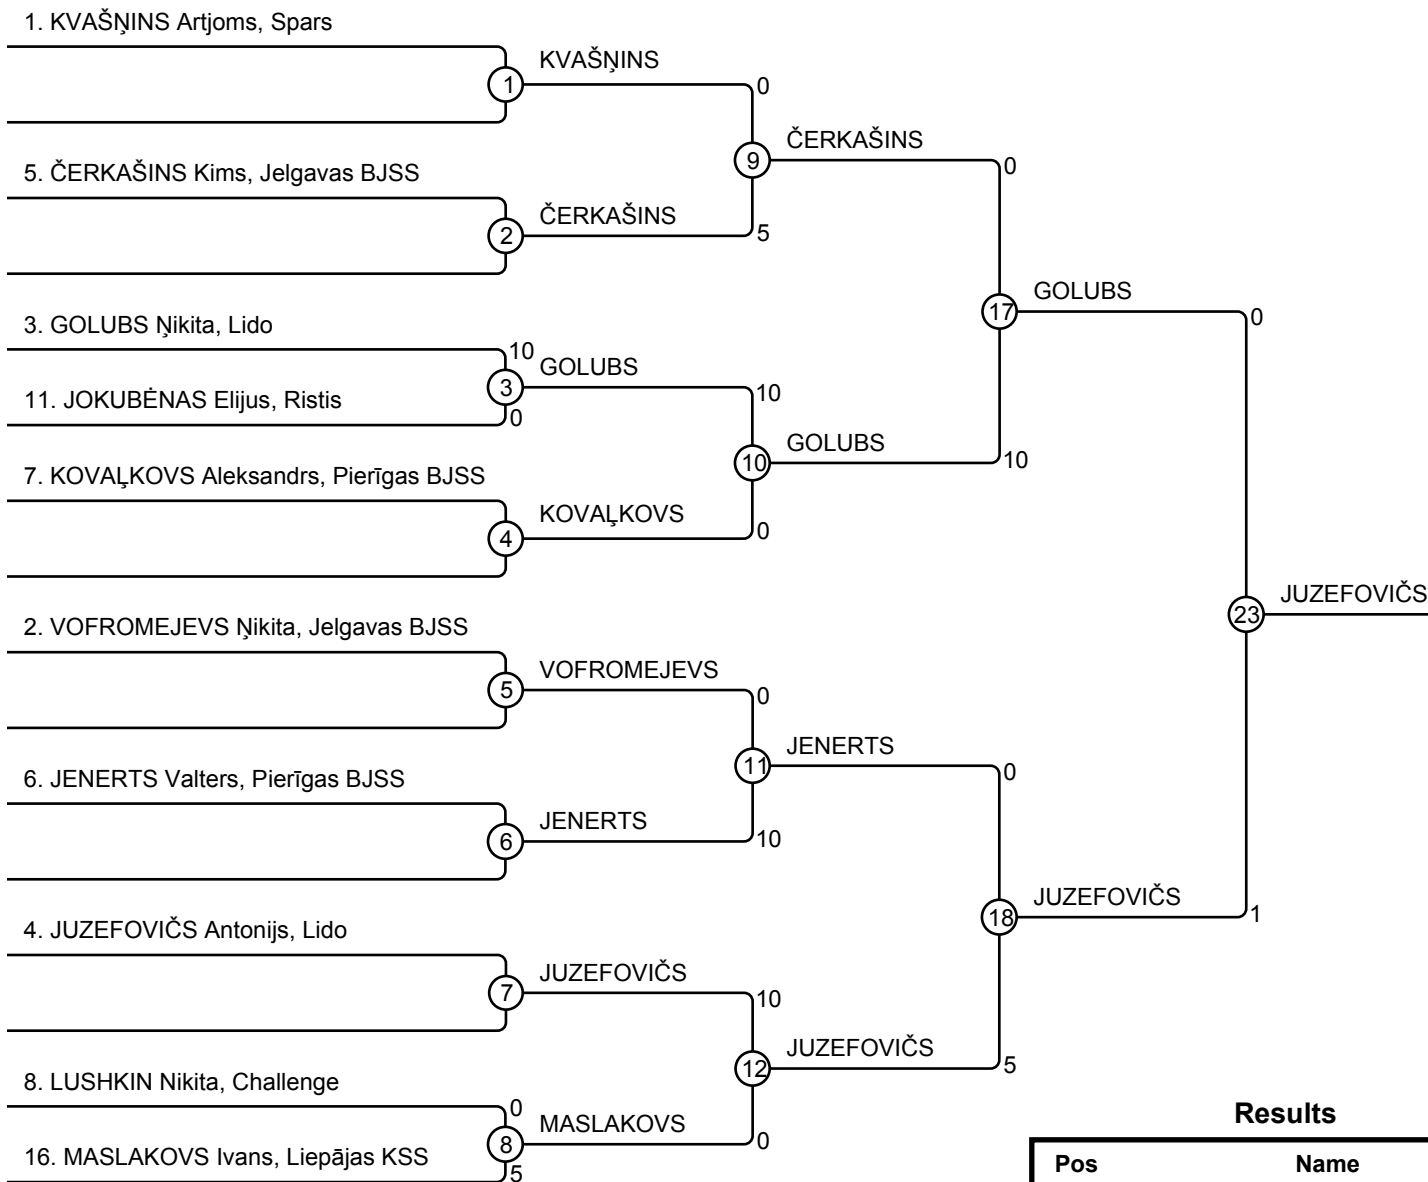 1. KVAŠŅINS Artjoms, Spars
KVAŠŅINS
1
0
ČERKAŠINS
9
0
5. ČERKAŠINS Kims, Jelgavas BJSS
ČERKAŠINS
2
5
3. GOLUBS Ņikita, Lido
GOLUBS
17
0
10
GOLUBS
3
10
11. JOKUBĖNAS Elijus, Ristis
0
GOLUBS
10
10
7. KOVAĻKOVS Aleksandrs, Pierīgas BJSS
KOVAĻKOVS
4
0
JUZEFOVIČS
23
2. VOFROMEJEVS Ņikita, Jelgavas BJSS
VOFROMEJEVS
5
0
JENERTS
11
0
6. JENERTS Valters, Pierīgas BJSS
JENERTS
6
10
JUZEFOVIČS
18
1
4. JUZEFOVIČS Antonijs, Lido
JUZEFOVIČS
7
10
JUZEFOVIČS
12
5
8. LUSHKIN Nikita, Challenge
0
MASLAKOVS
8
0
16. MASLAKOVS Ivans, Liepājas KSS
5
Results
Pos Name